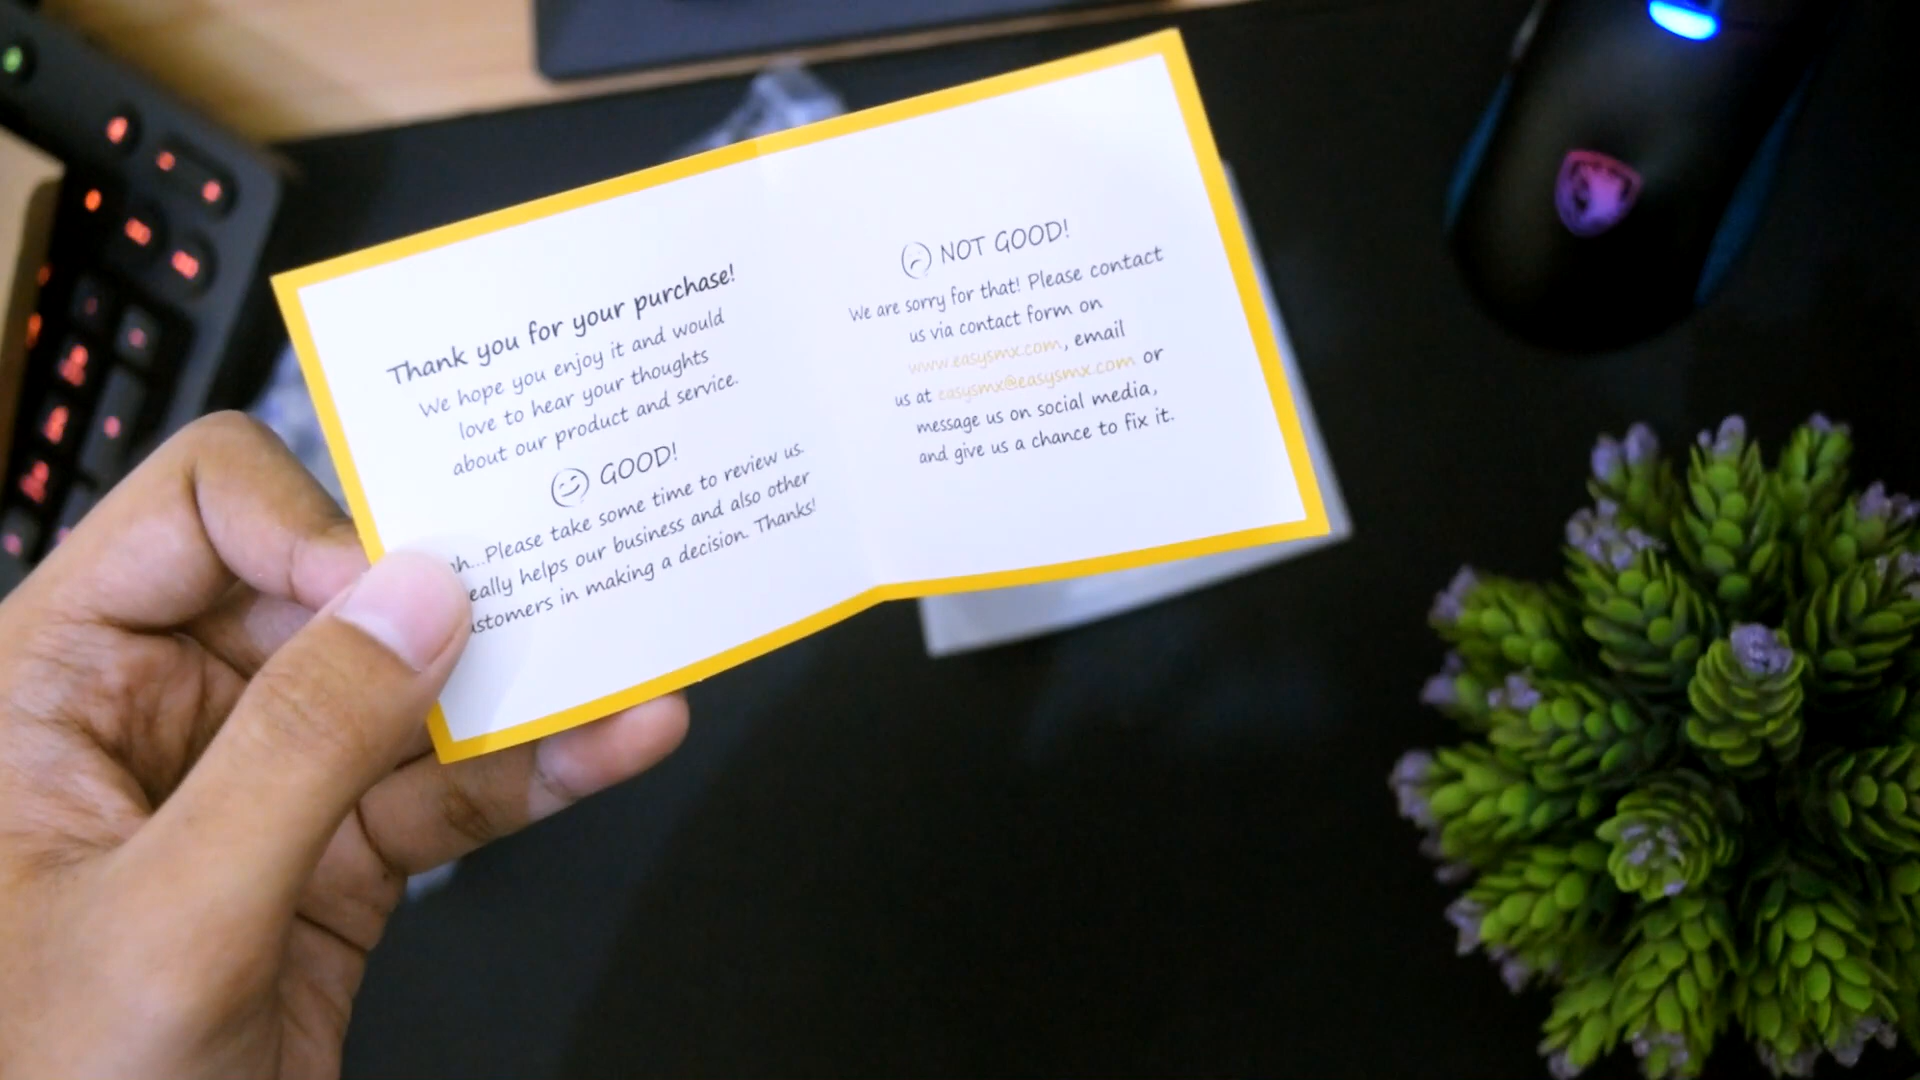 Thank you for your purchase!
We hope you enjoy it and would
love to hear your thoughts
about our product and service.
GOOD!
Please take some time to review us.
helps our business and also other
in making a decision. Thanks!
NOT GOOD!
We are sorry for that! Please contact
us via contact form on
www.easysmx.com, email
us at easysmx@easysmx.com or
message us on social media,
and give us a chance to fix it.